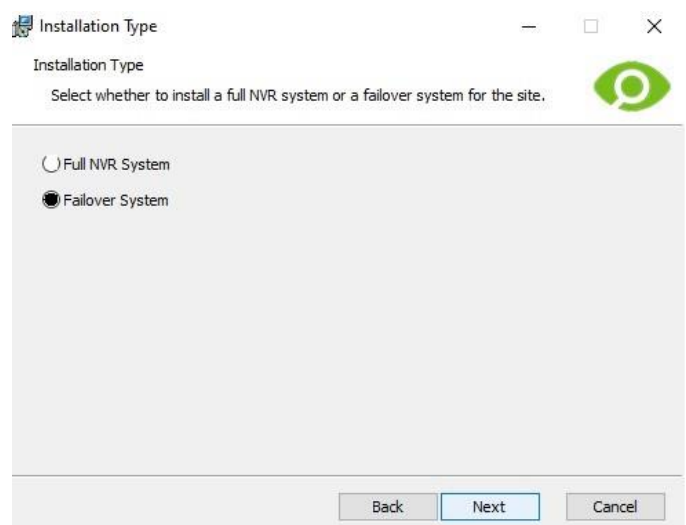 Installation Type
Installation Type
Select whether to install a full NVR system or a failover system for the site.
Full NVR System
Failover System
Back
Next
Cancel